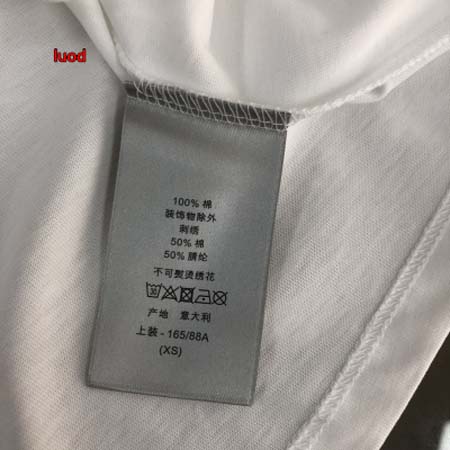 luod
100% 棉
装饰物除外
刺绣
50% 棉
50% 腈纶
不可熨烫绣花
产地 意大利
上装 - 165/88A
(XS)